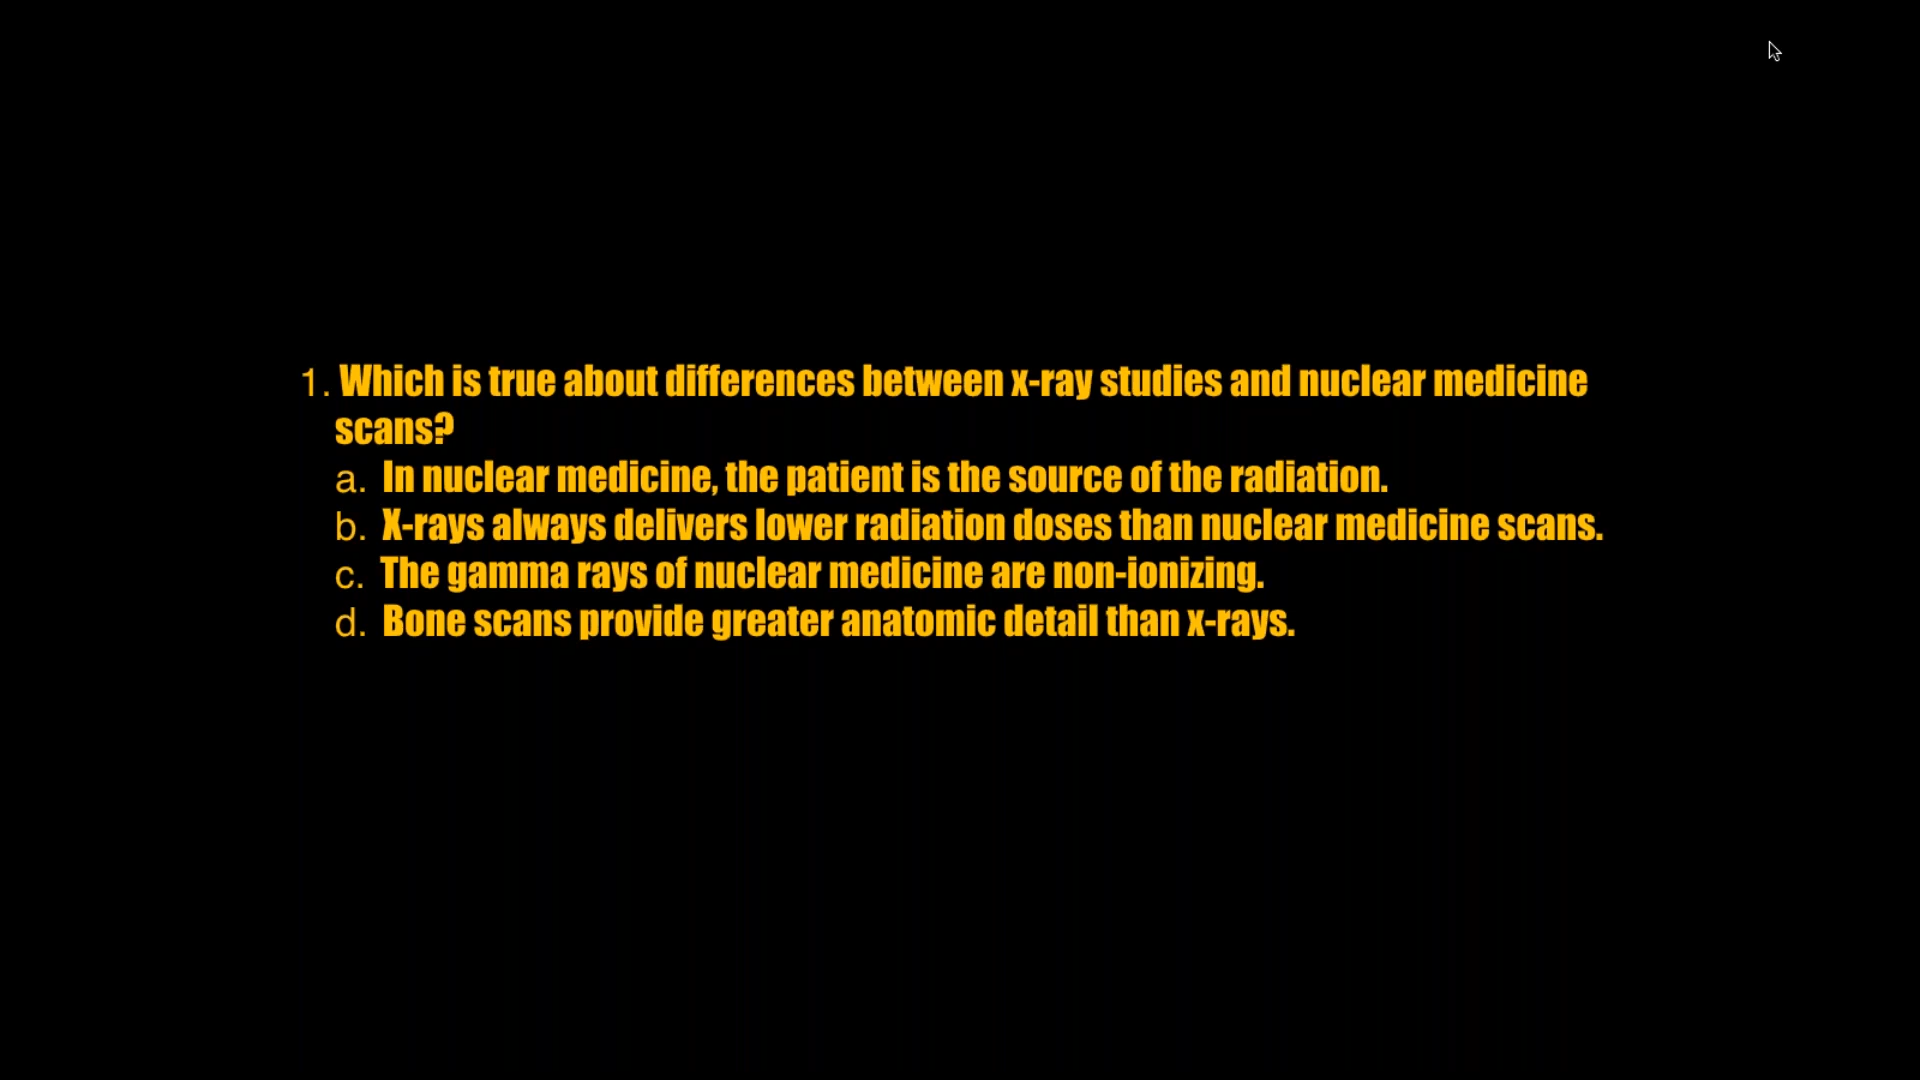 1. Which is true about differences between x-ray studies and nuclear medicine
scans?
a. In nuclear medicine, the patient is the source of the radiation.
b. X-rays always delivers lower radiation doses than nuclear medicine scans.
c. The gamma rays of nuclear medicine are non-ionizing.
d. Bone scans provide greater anatomic detail than x-rays.